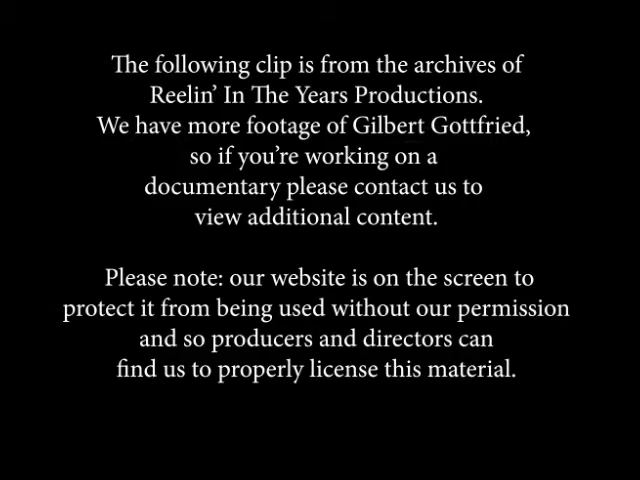 The following clip is from the archives of
Reelin’ In The Years Productions.
We have more footage of Gilbert Gottfried,
so if you’re working on a
documentary please contact us to
view additional content.
Please note: our website is on the screen to
protect it from being used without our permission
and so producers and directors can
find us to properly license this material.